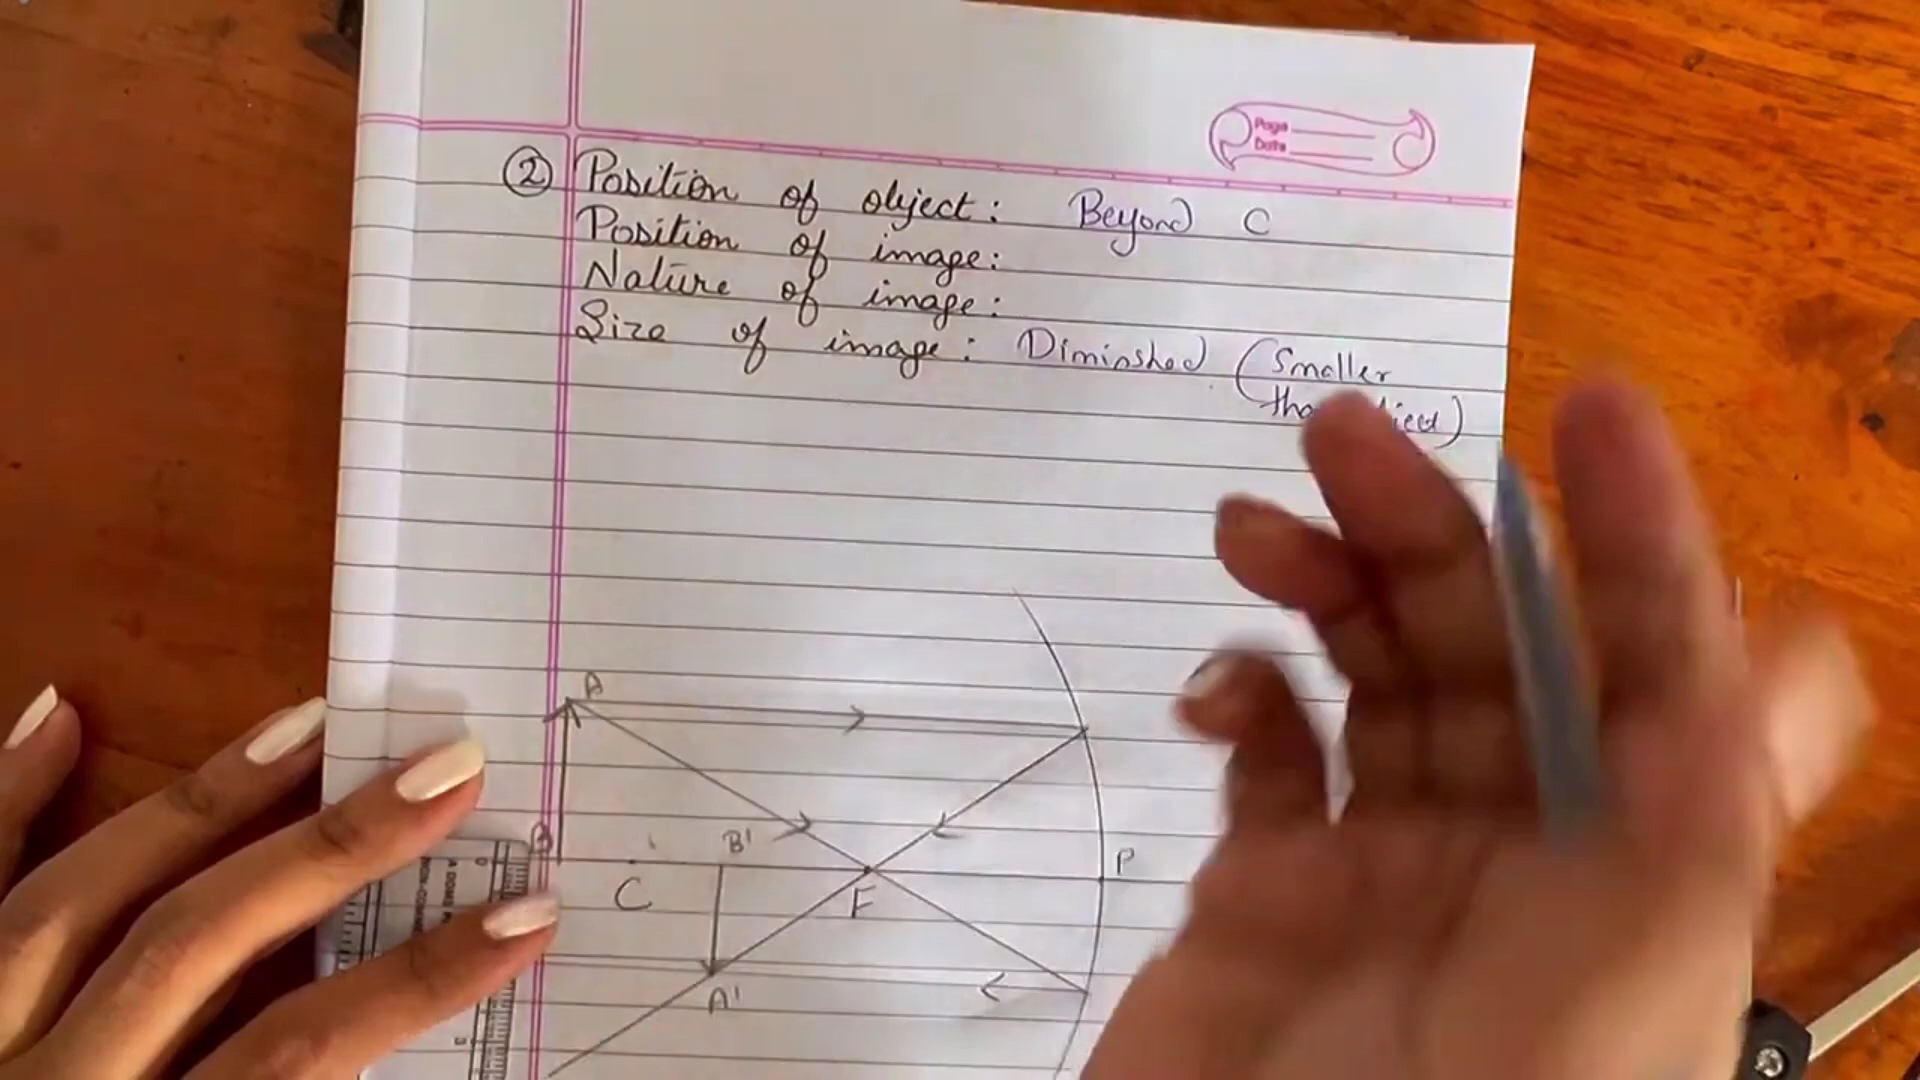 Page
Date
② Position of object: Beyond C
Position of image:
Nature of image:
Size of image: Diminshed (Smaller
A
B'
P
C
F
A'